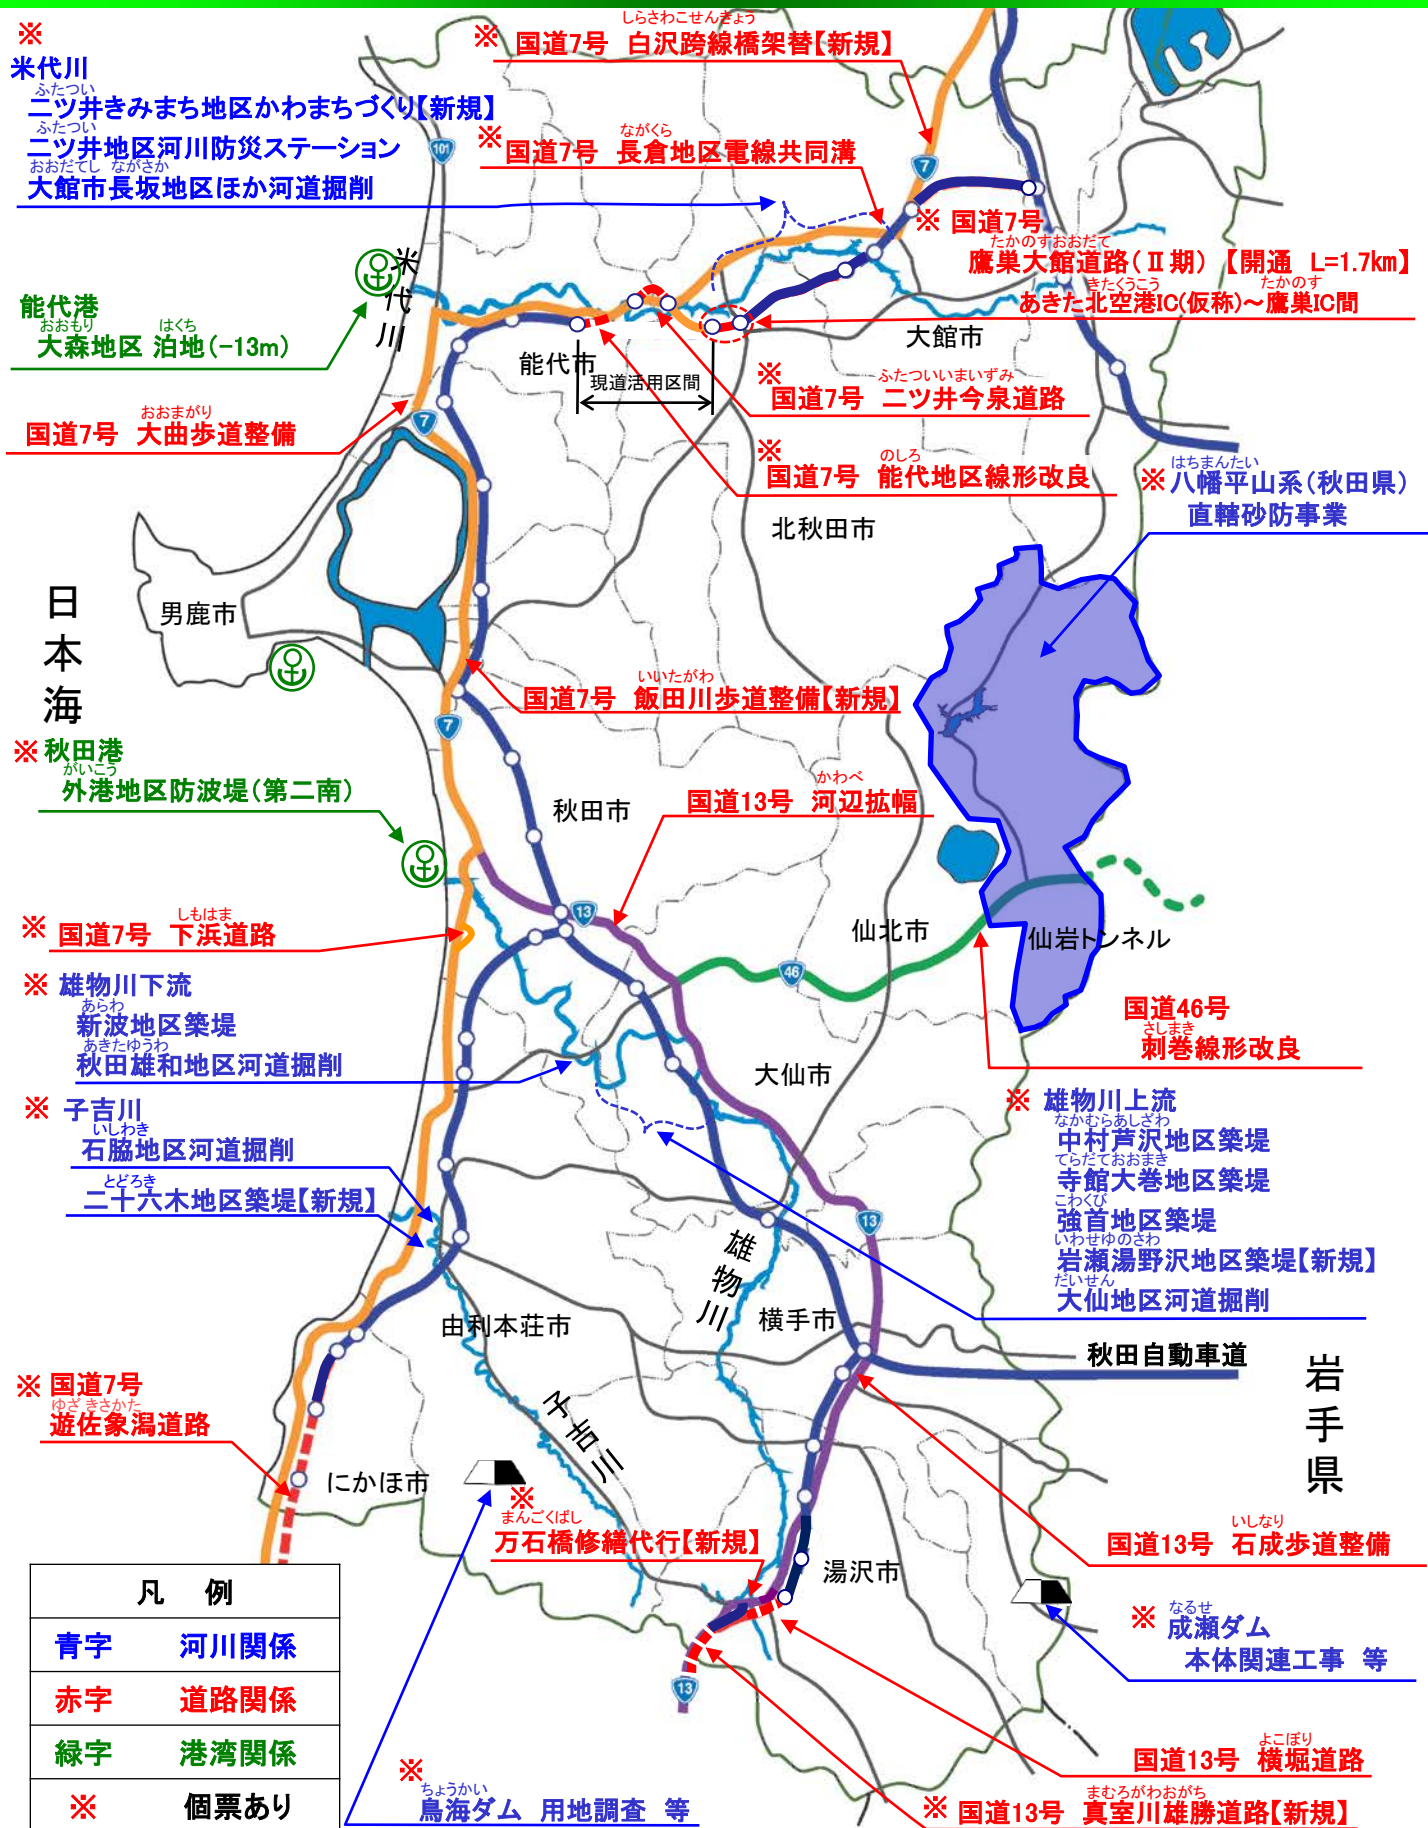 ※
米代川
ふたつい
二ツ井きみまち地区かわまちづくり【新規】
ふたつい
二ツ井地区河川防災ステーション
おおだてし ながさか
大館市長坂地区ほか河道掘削
しらさわこせんきょう
※ 国道7号 白沢跨線橋架替【新規】
ながくら
※ 国道7号 長倉地区電線共同溝
101
7
※ 国道7号
たかのすおおだて
鷹巣大館道路(Ⅱ期)【開通 L=1.7km】
きたくうこう たかのす
あきた北空港IC(仮称)～鷹巣IC間
米代川
能代港
おおもり はくち
大森地区 泊地(-13m)
能代市
大館市
現道活用区間
※ ふたついいまいずみ
国道7号 二ツ井今泉道路
おおまがり
国道7号 大曲歩道整備
7
※ のしろ
国道7号 能代地区線形改良
はちまんたい
※ 八幡平山系(秋田県)
直轄砂防事業
北秋田市
日本海
男鹿市
いいたがわ
国道7号 飯田川歩道整備【新規】
7
※ 秋田港
がいこう
外港地区防波堤(第二南)
秋田市
かわべ
国道13号 河辺拡幅
13
しもはま
※ 国道7号 下浜道路
仙北市
仙岩トンネル
46
※ 雄物川下流
あらわ
新波地区築堤
あきたゆうわ
秋田雄和地区河道掘削
国道46号
さしまき
刺巻線形改良
大仙市
※ 子吉川
いしわき
石脇地区河道掘削
とどろき
二十六木地区築堤【新規】
※ 雄物川上流
なかむらあしざわ
中村芦沢地区築堤
てらだておおまき
寺館大巻地区築堤
こわくび
強首地区築堤
いわせゆのさわ
岩瀬湯野沢地区築堤【新規】
だいせん
大仙地区河道掘削
13
雄物川
由利本荘市
横手市
秋田自動車道
岩手県
※ 国道7号
ゆざ きさかた
遊佐象潟道路
子吉川
にかほ市
※
まんごくばし
万石橋修繕代行【新規】
いしなり
国道13号 石成歩道整備
湯沢市
※ なるせ
成瀬ダム
本体関連工事 等
凡 例
青字 河川関係
赤字 道路関係
緑字 港湾関係
※ 個票あり
13
よこぼり
国道13号 横堀道路
※
ちょうかい
鳥海ダム 用地調査 等
まむろがわおがち
※ 国道13号 真室川雄勝道路【新規】